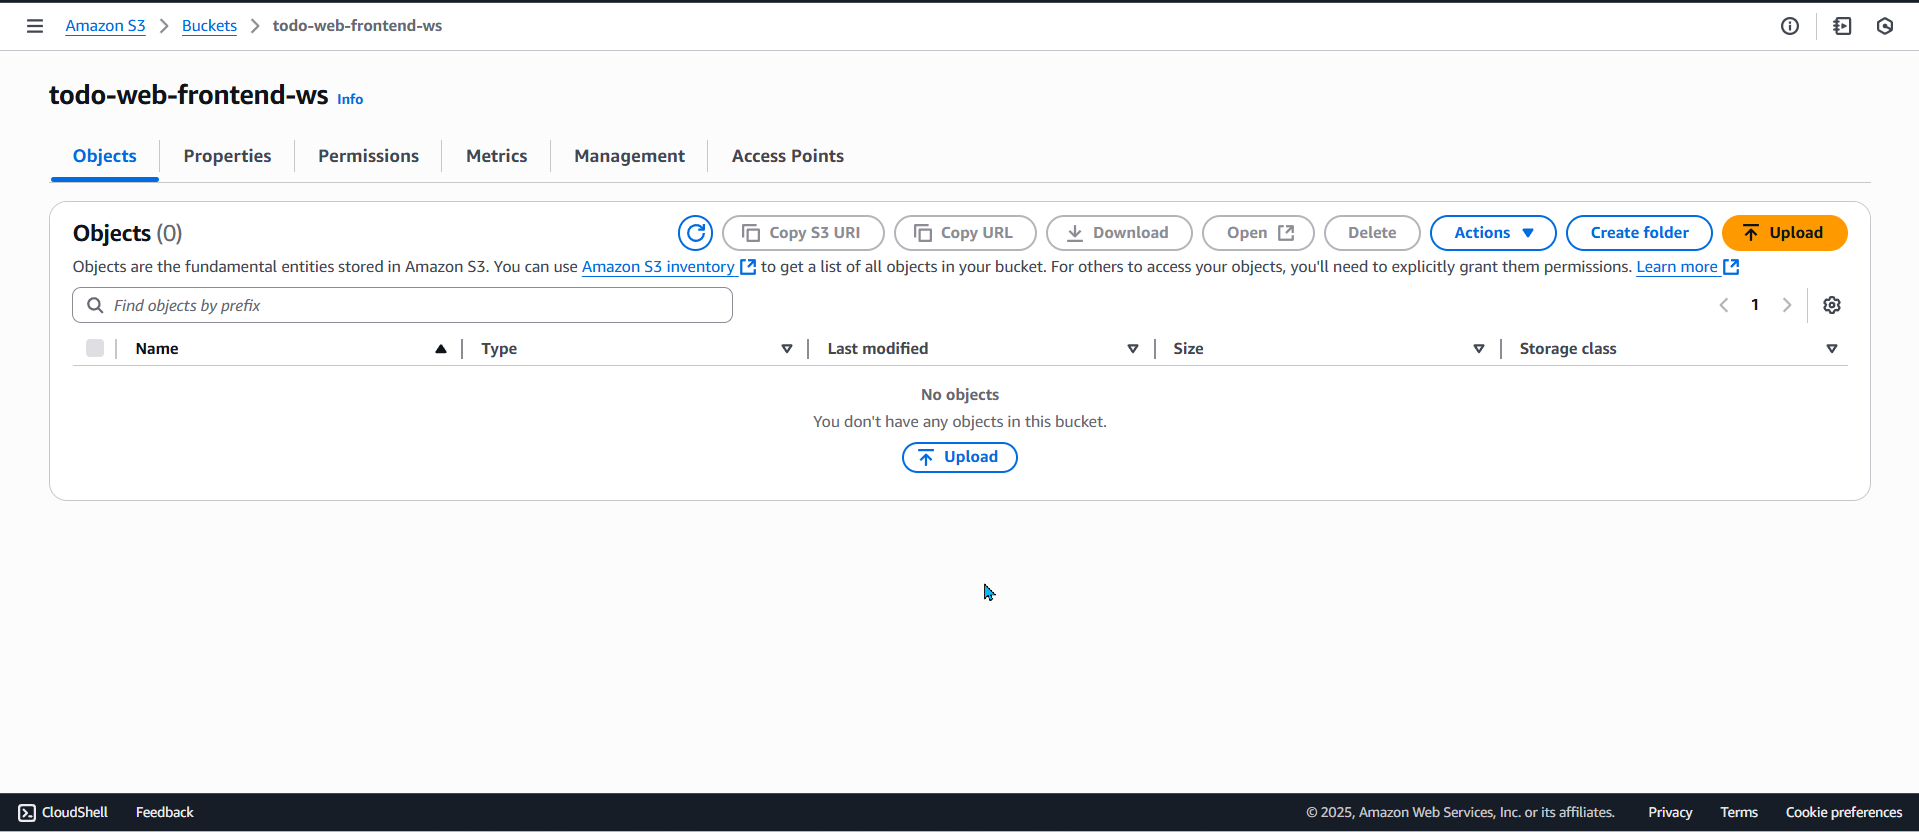 Amazon S3 > Buckets > todo-web-frontend-ws
todo-web-frontend-ws Info
Objects Properties Permissions Metrics Management Access Points
Objects (0) Copy S3 URI Copy URL Download Open Delete Actions Create folder Upload
Objects are the fundamental entities stored in Amazon S3. You can use Amazon S3 inventory to get a list of all objects in your bucket. For others to access your objects, you'll need to explicitly grant them permissions. Learn more
Find objects by prefix 1
Name Type Last modified Size Storage class
No objects
You don't have any objects in this bucket.
Upload
CloudShell Feedback © 2025, Amazon Web Services, Inc. or its affiliates. Privacy Terms Cookie preferences